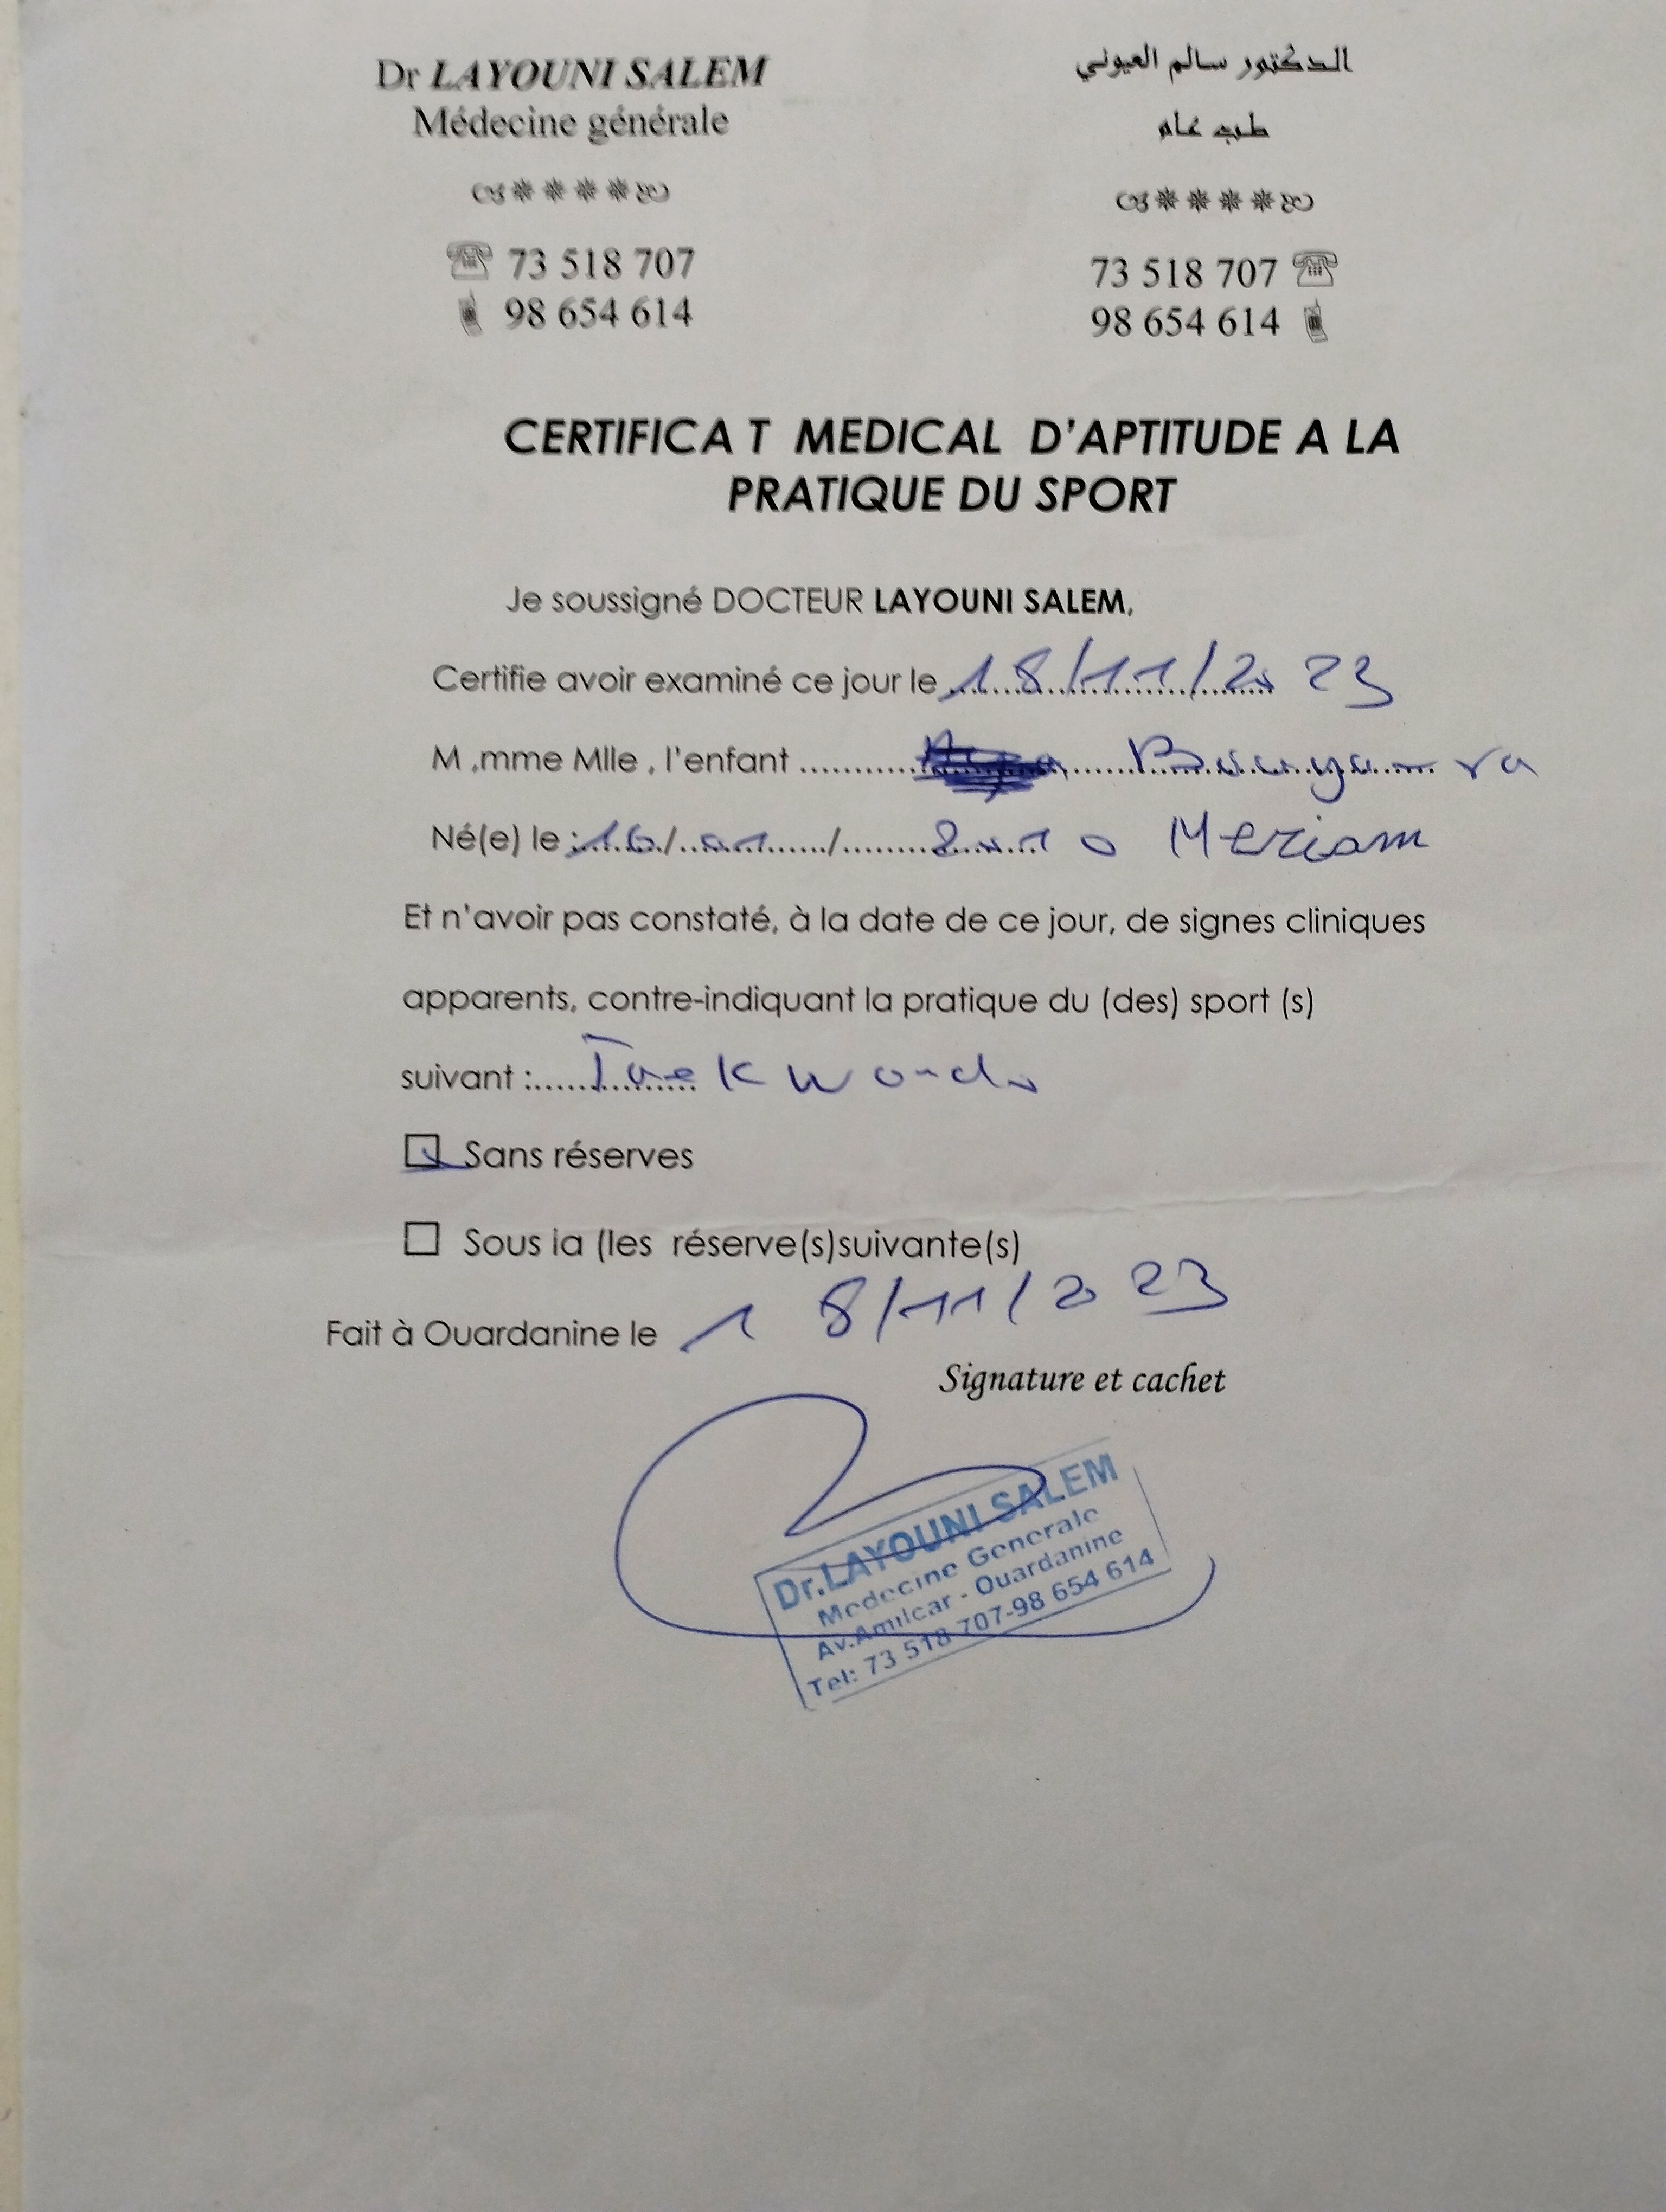 Dr LAYOUNI SALEM
Médecine générale
73 518 707
98 654 614
الدكتور سالم العيوني
طب عام
73 518 707
98 654 614
CERTIFICA T MEDICAL D'APTITUDE A LA
PRATIQUE DU SPORT
Je soussigné DOCTEUR LAYOUNI SALEM,
Certifie avoir examiné ce jour le 18/11/2023
M ,mme Mlle , l'enfant ..........
Né(e) le : 16/01/2010 Meriam
Et n'avoir pas constaté, à la date de ce jour, de signes cliniques
apparents, contre-indiquant la pratique du (des) sport (s)
suivant :.... Taekwondo
Sans réserves
Sous la (les réserve(s)suivante(s)
Fait à Ouardanine le 18/11/2023
Signature et cachet
Dr.LAYOUNI SALEM
Medecine Generale
Av.Amilcar - Ouardanine
Tel: 73 518 707-98 654 614